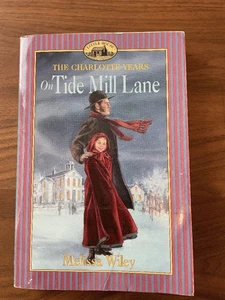 THE CHARLOTTE YEARS
On Tide Mill Lane
Melissa Wiley